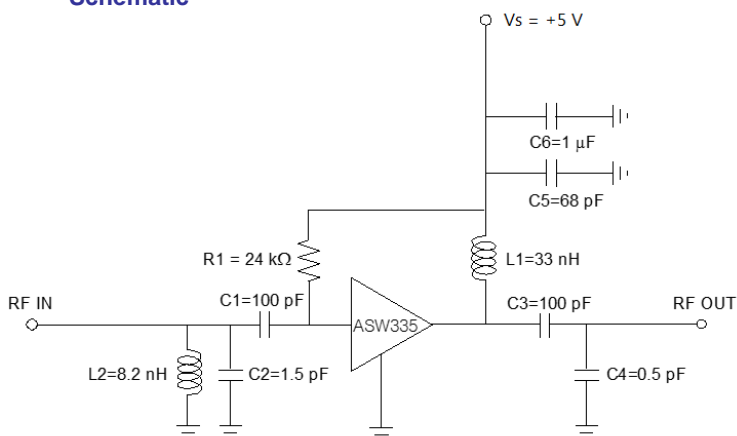 Schematic
Vs = +5 V
C6=1 μF
C5=68 pF
R1 = 24 kΩ
L1=33 nH
RF IN
C1=100 pF
C3=100 pF
RF OUT
ASW335
L2=8.2 nH
C2=1.5 pF
C4=0.5 pF